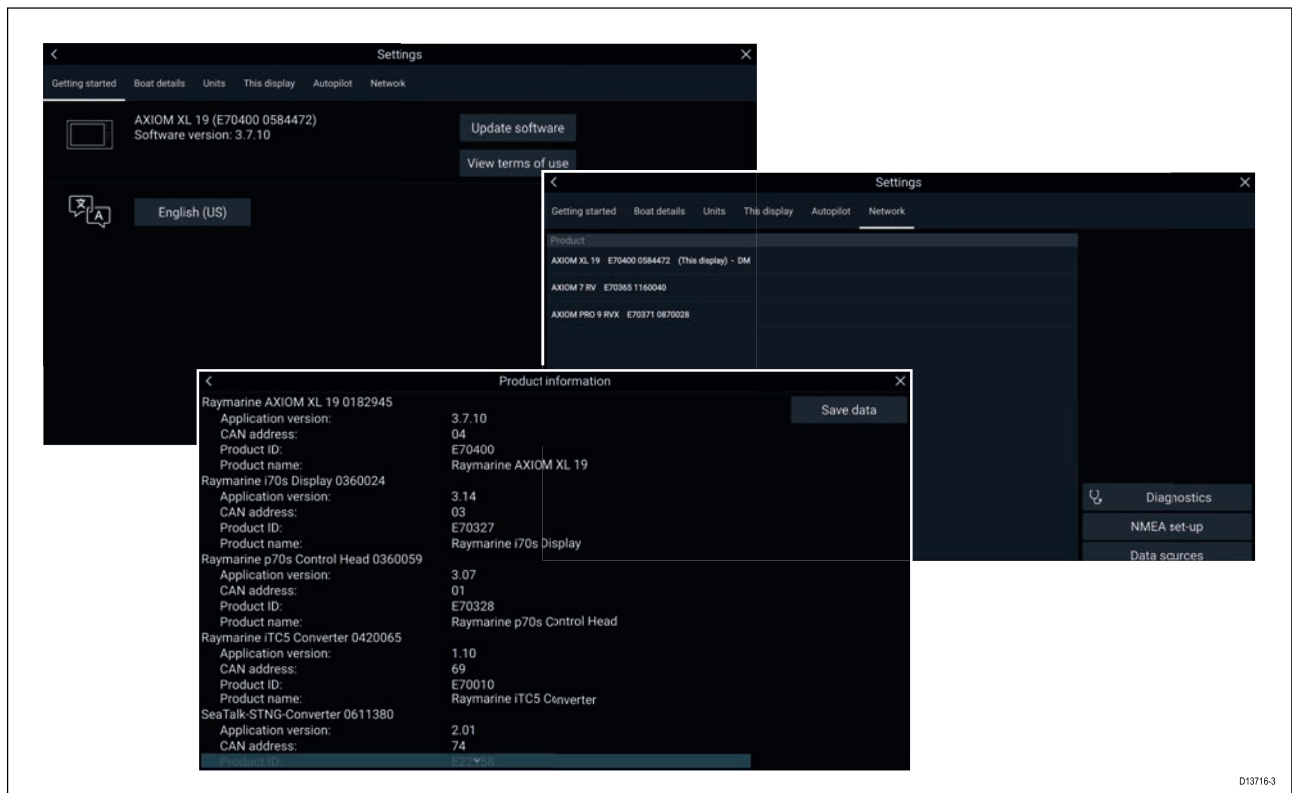 Settings
Getting started Boat details Units This display Autopilot Network
AXIOM XL 19 (E70400 0584472)
Software version: 3.7.10
Update software
View terms of use
English (US)
Settings
Getting started Boat details Units This display Autopilot Network
Product
AXIOM XL 19 E70400 0584472 (This display) - DM
AXIOM 7 RV E70365 1160040
AXIOM PRO 9 RVX E70371 0870028
Diagnostics
NMEA set-up
Data sources
Product information
Save data
Raymarine AXIOM XL 19 0182945
Application version: 3.7.10
CAN address: 04
Product ID: E70400
Product name: Raymarine AXIOM XL 19
Raymarine i70s Display 0360024
Application version: 3.14
CAN address: 03
Product ID: E70327
Product name: Raymarine i70s Display
Raymarine p70s Control Head 0360059
Application version: 3.07
CAN address: 01
Product ID: E70328
Product name: Raymarine p70s Control Head
Raymarine iTC5 Converter 0420065
Application version: 1.10
CAN address: 69
Product ID: E70010
Product name: Raymarine iTC5 Converter
SeaTalk-STNG-Converter 0611380
Application version: 2.01
CAN address: 74
Product ID:
D13716-3